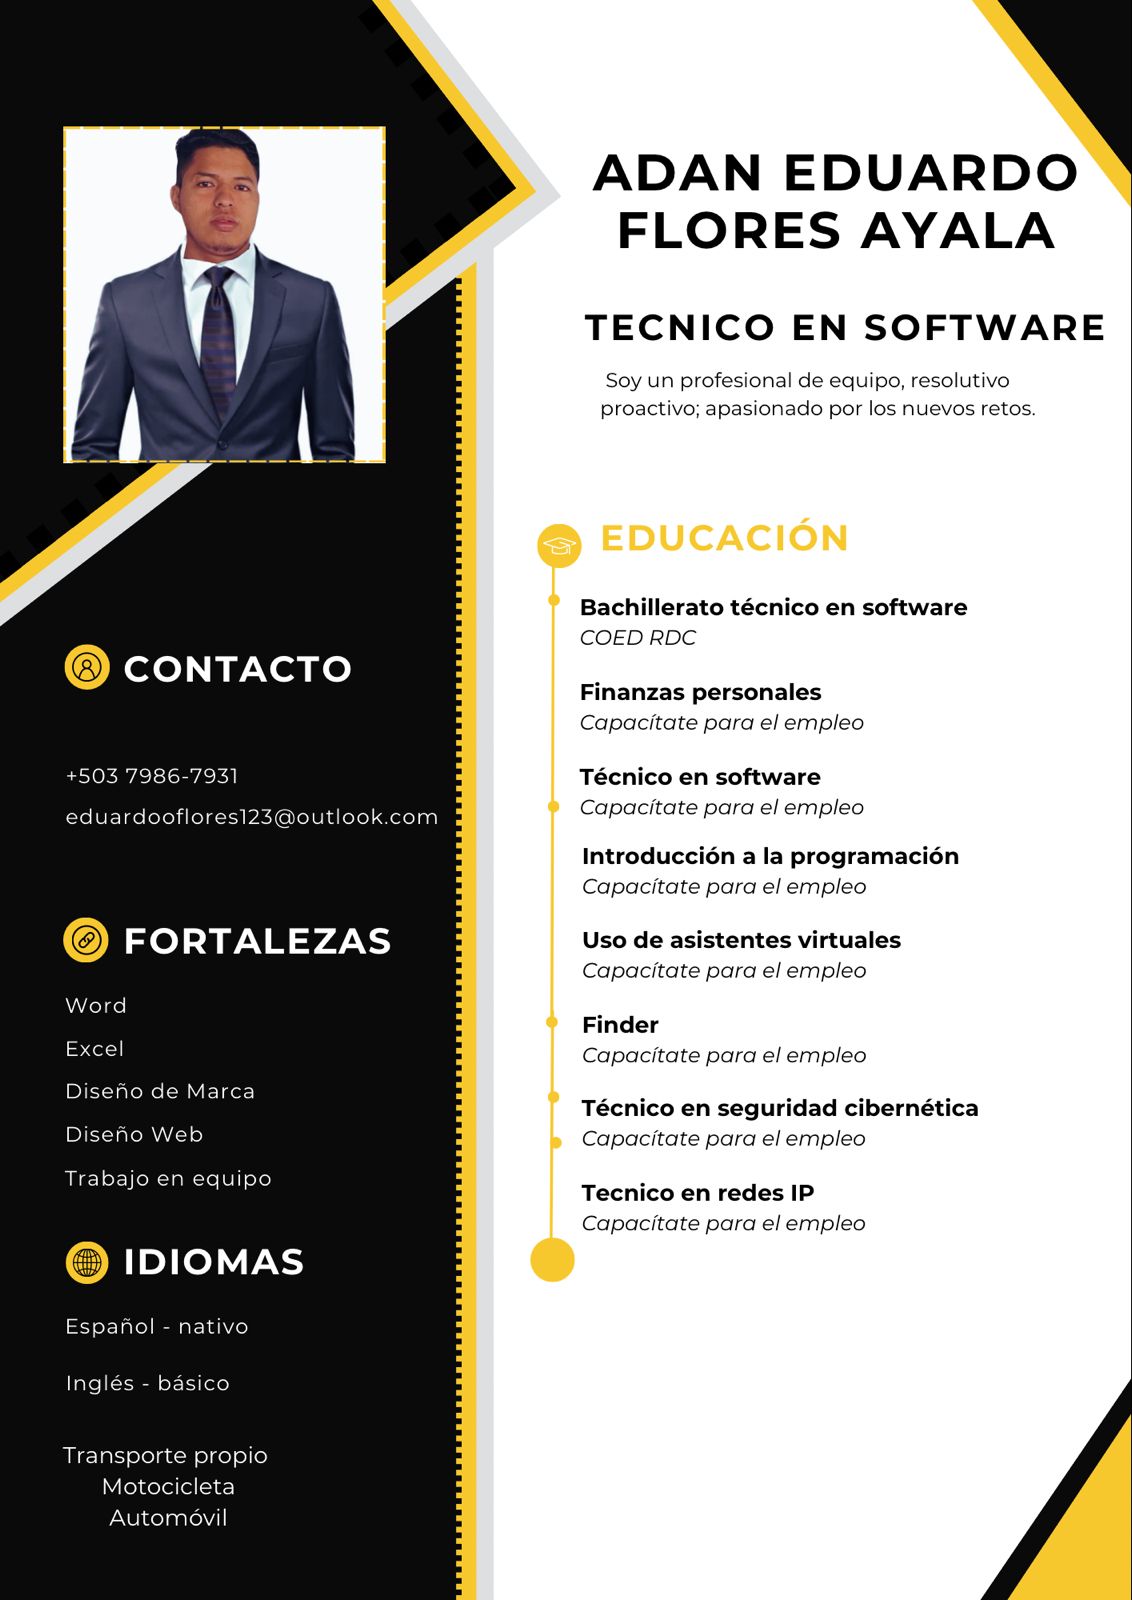 ADAN EDUARDO
FLORES AYALA
TECNICO EN SOFTWARE
Soy un profesional de equipo, resolutivo
proactivo; apasionado por los nuevos retos.
CONTACTO
+503 7986-7931
eduardooflores123@outlook.com
FORTALEZAS
Word
Excel
Diseño de Marca
Diseño Web
Trabajo en equipo
IDIOMAS
Español - nativo
Inglés - básico
Transporte propio
Motocicleta
Automóvil
EDUCACIÓN
Bachillerato técnico en software
COED RDC
Finanzas personales
Capacítate para el empleo
Técnico en software
Capacítate para el empleo
Introducción a la programación
Capacítate para el empleo
Uso de asistentes virtuales
Capacítate para el empleo
Finder
Capacítate para el empleo
Técnico en seguridad cibernética
Capacítate para el empleo
Tecnico en redes IP
Capacítate para el empleo